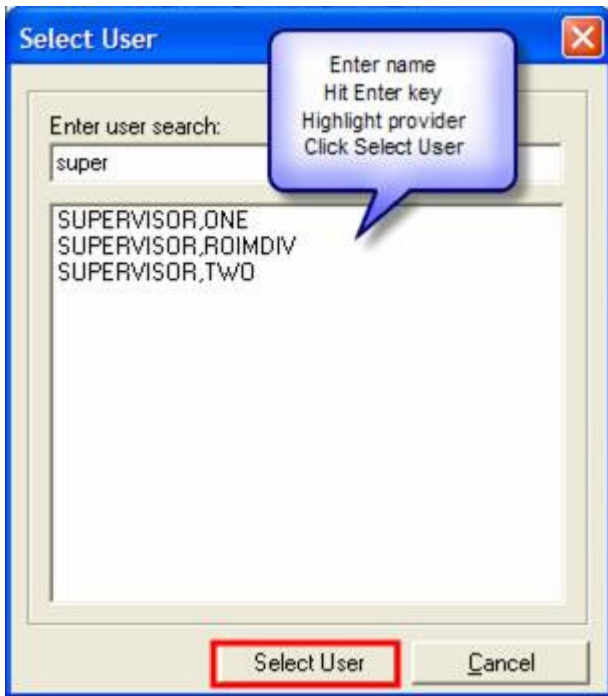 Select User
Enter name
Hit Enter key
Highlight provider
Click Select User
Enter user search:
super
SUPERVISOR,ONE
SUPERVISOR,ROIMDIV
SUPERVISOR,TWO
Select User
Cancel